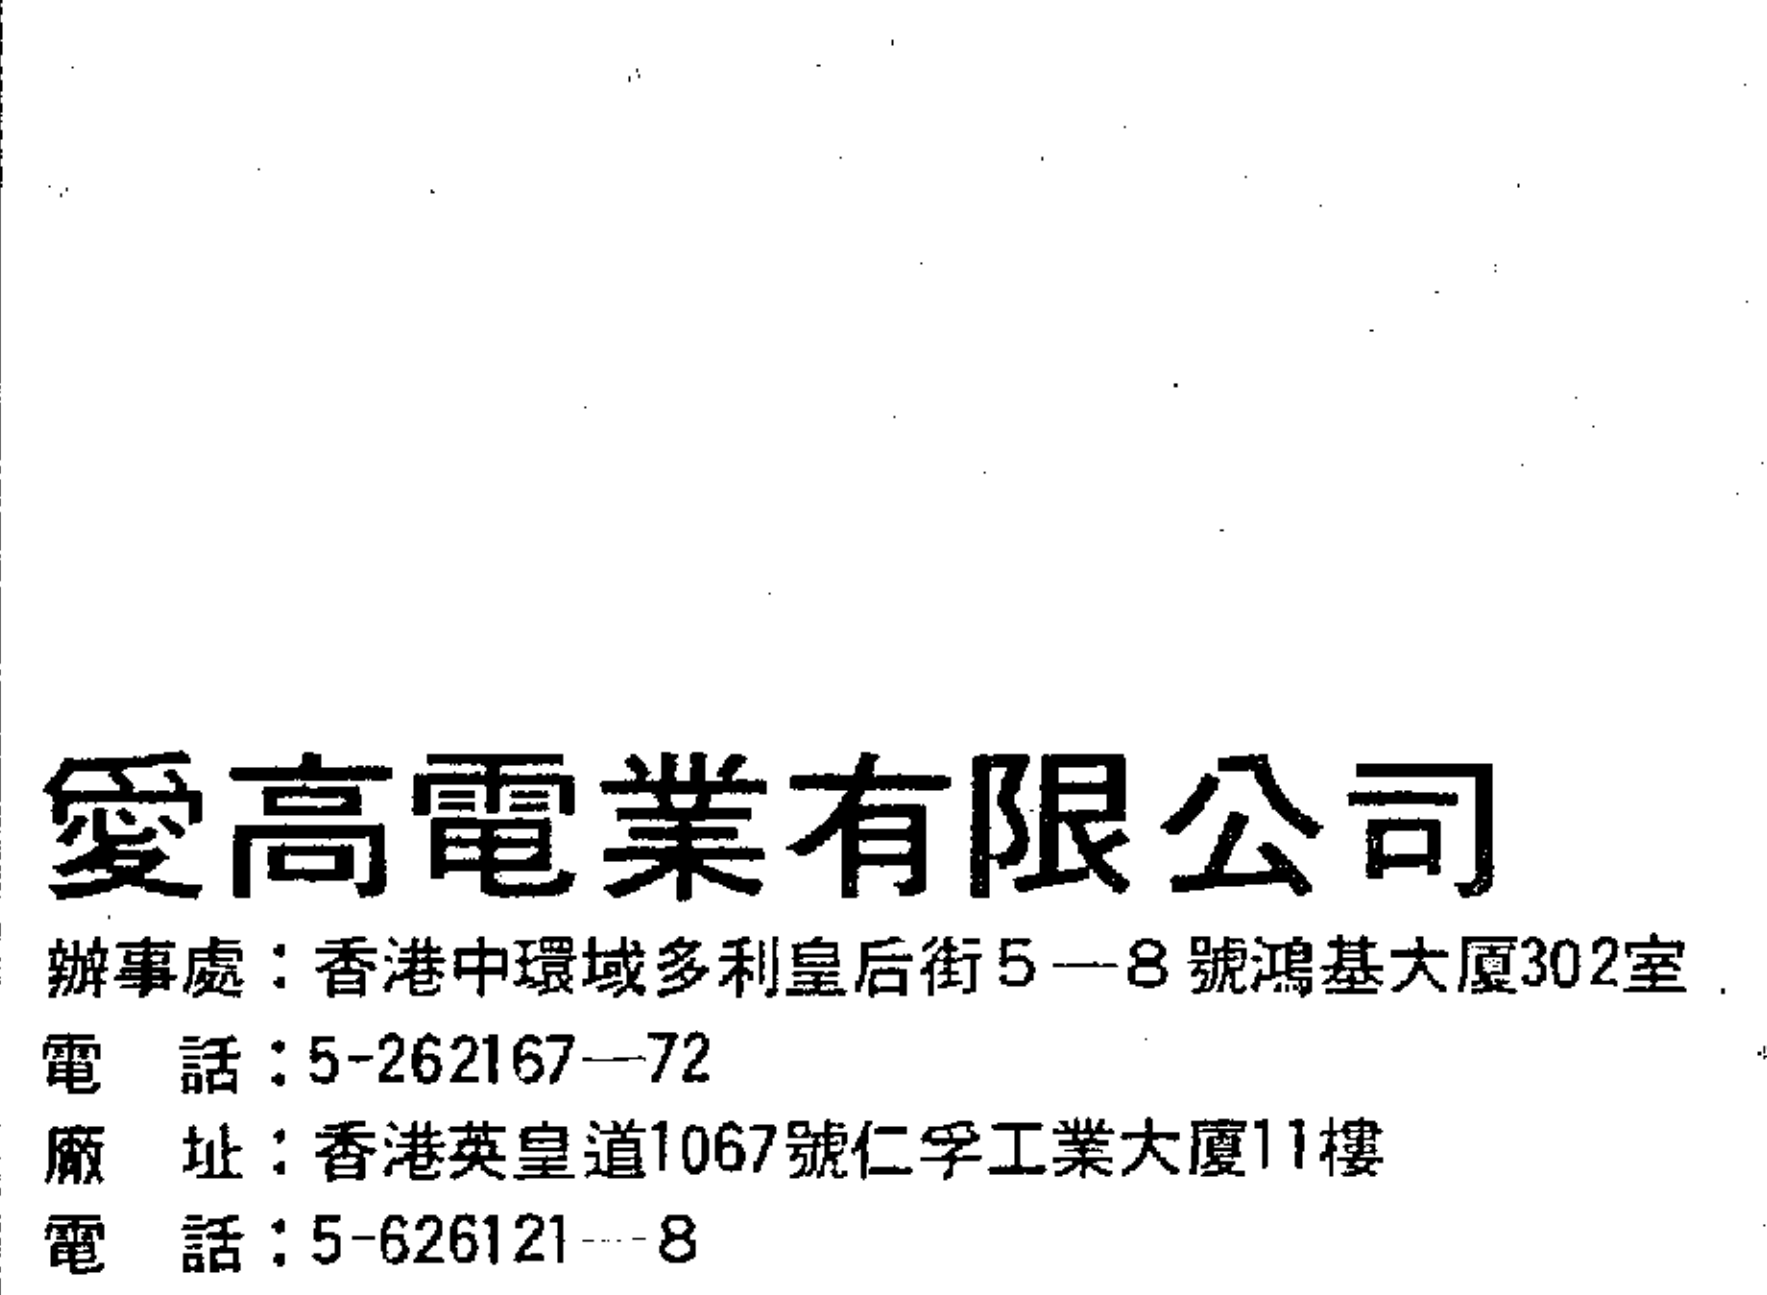 愛高電業有限公司
辦事處：香港中環域多利皇后街5—8號鴻基大厦302室
電　話：5-262167—72
廠　址：香港英皇道1067號仁孚工業大廈11樓
電　話：5-626121—8